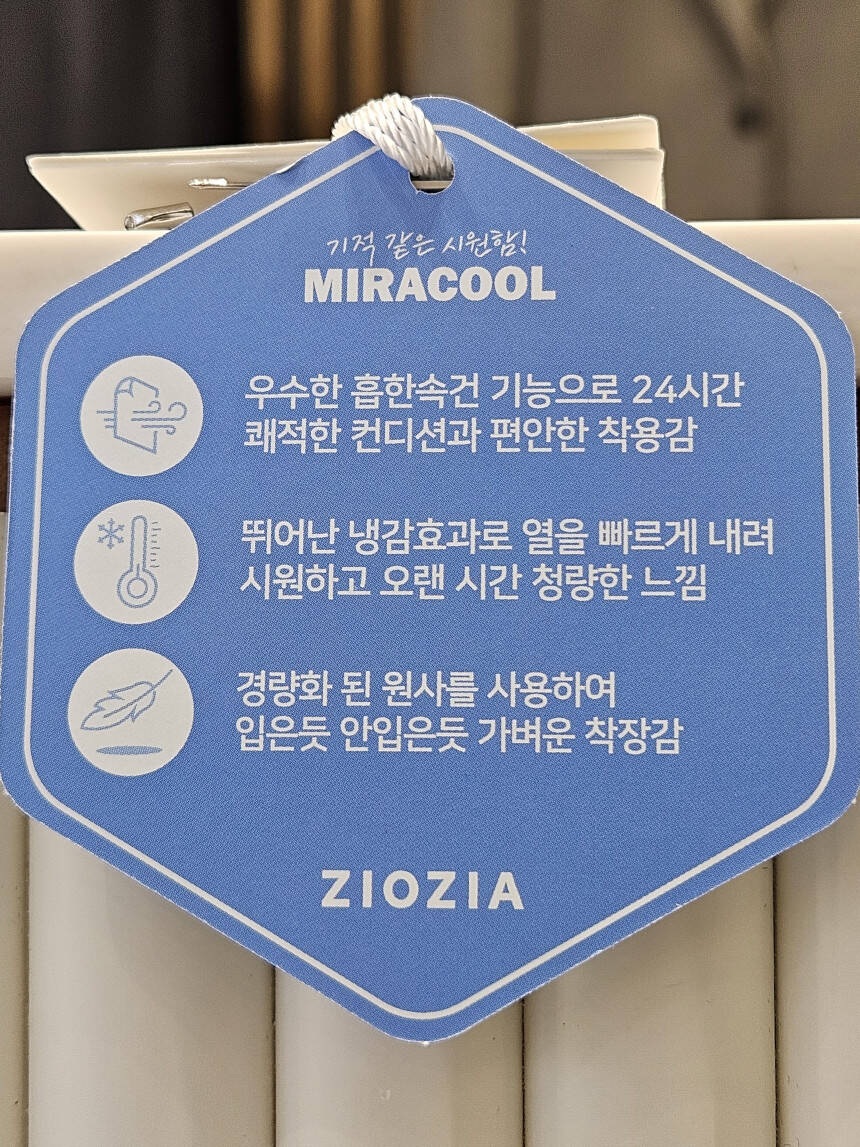 기적 같은 시원함!
MIRACOOL
우수한 흡한속건 기능으로 24시간
쾌적한 컨디션과 편안한 착용감
뛰어난 냉감효과로 열을 빠르게 내려
시원하고 오랜 시간 청량한 느낌
경량화 된 원사를 사용하여
입은듯 안입은듯 가벼운 착장감
ZIOZIA